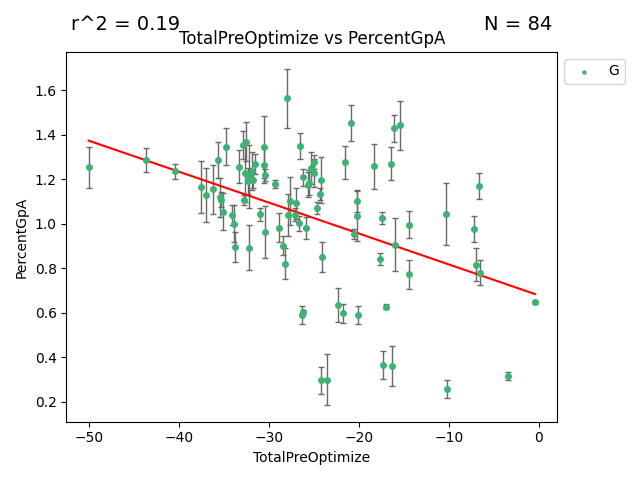 r^2 = 0.19
N = 84
TotalPreOptimize vs PercentGpA
G
1.6
1.4
1.2
1.0
0.8
0.6
0.4
0.2
PercentGpA
−50
−40
−30
−20
−10
0
TotalPreOptimize